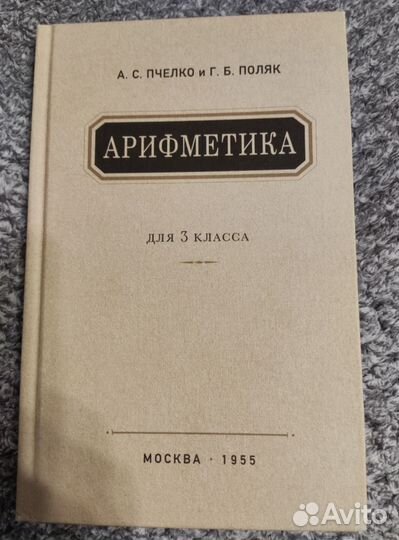 А. С. ПЧЕЛКО и Г. Б. ПОЛЯК
АРИФМЕТИКА
ДЛЯ 3 КЛАССА
МОСКВА · 1955
Avito